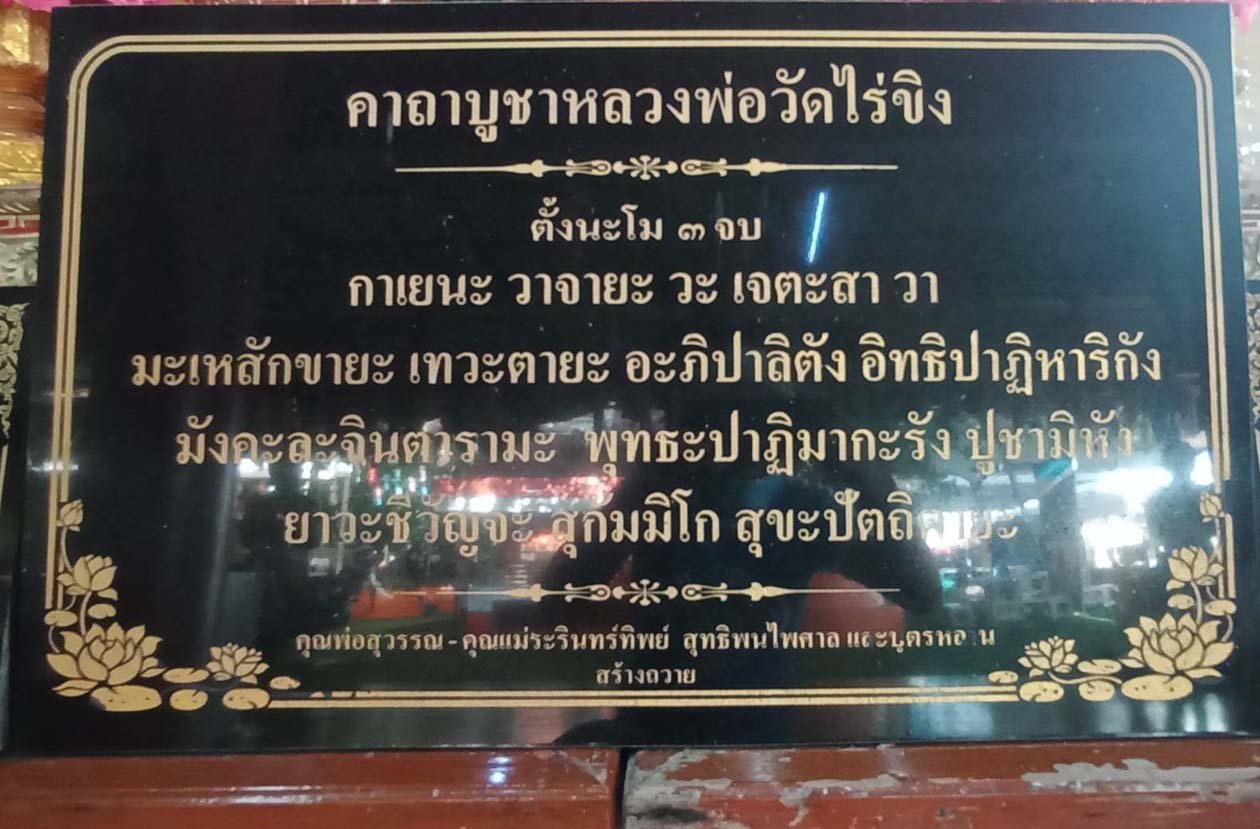 คาถาบูชาหลวงพ่อวัดไร่ขิง
ตั้งนะโม ๓ จบ
กาเยนะ วาจายะ วะ เจตะสา วา
มะเหสักขายะ เทวะตายะ อะภิปาลิตัง อิทธิปาฏิหาริกัง
มังคะละจินตารามะ พุทธะปาฏิมากะรัง ปูชามิหัง
ยาวะชีวัญจะ สุกัมมิโก
คุณพ่อสุวรรณ - คุณแม่ระรินทร์ทิพย์ สุทธิพนไพศาล และบุตรหลาน
สร้างถวาย